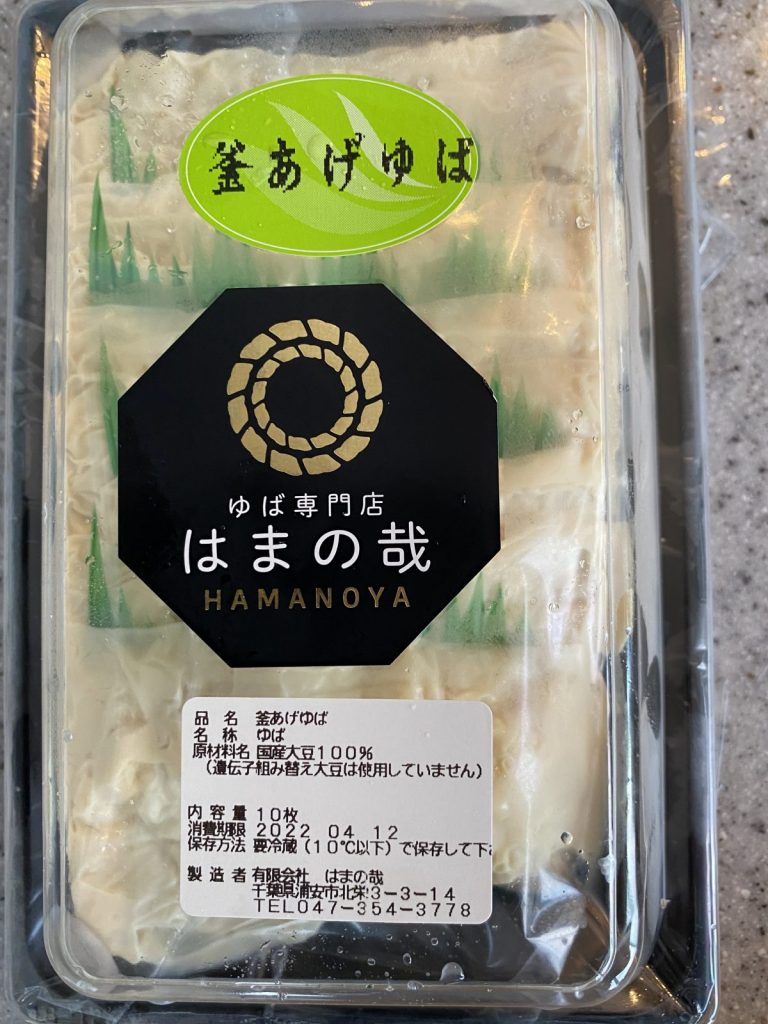 釜あげゆば
ゆば専門店
はまの哉
HAMANOYA
品名 釜あげゆば
名称 ゆば
原材料名 国産大豆100%
(遺伝子組み替え大豆は使用していません)
内容量 10枚
消費期限 2022 04 12
保存方法 要冷蔵(10℃以下)で保存して下
製造者 有限会社 はまの哉
千葉県浦安市北栄3-3-14
TEL047-354-3778